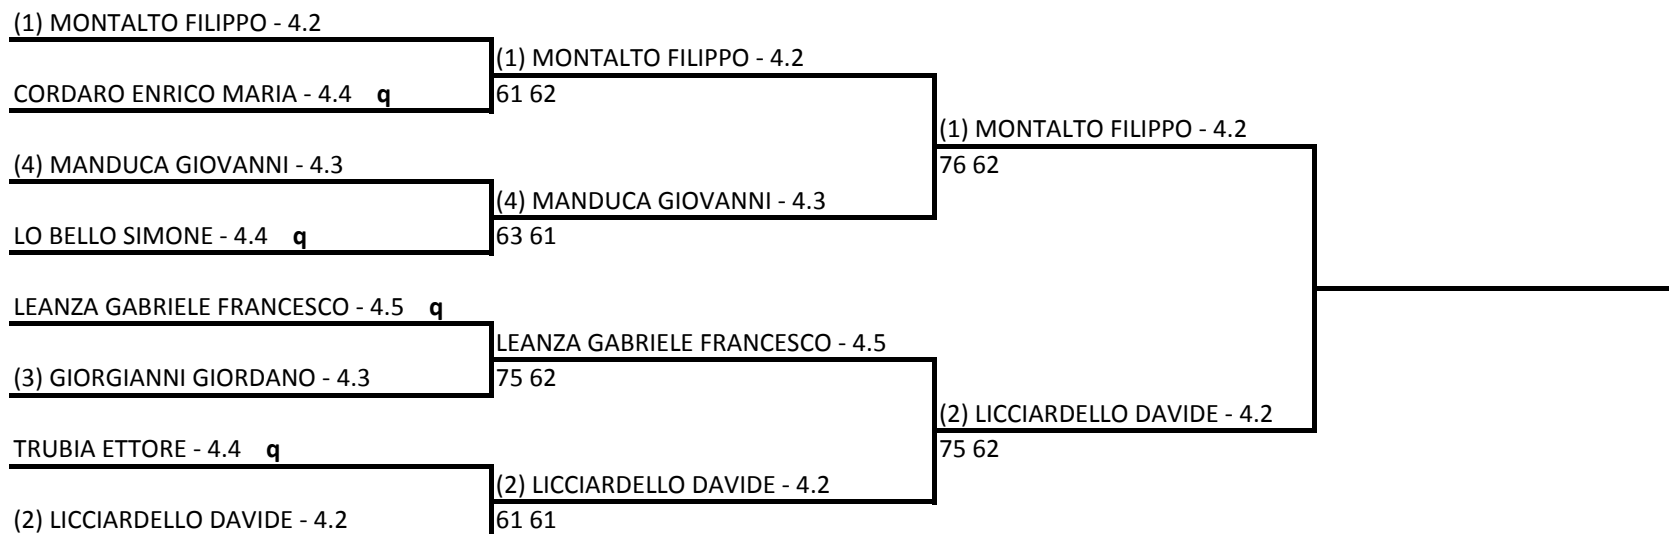 (1) MONTALTO FILIPPO - 4.2
(1) MONTALTO FILIPPO - 4.2
CORDARO ENRICO MARIA - 4.4 q
61 62
(1) MONTALTO FILIPPO - 4.2
(4) MANDUCA GIOVANNI - 4.3
76 62
(4) MANDUCA GIOVANNI - 4.3
LO BELLO SIMONE - 4.4 q
63 61
LEANZA GABRIELE FRANCESCO - 4.5 q
LEANZA GABRIELE FRANCESCO - 4.5
(3) GIORGIANNI GIORDANO - 4.3
75 62
(2) LICCIARDELLO DAVIDE - 4.2
TRUBIA ETTORE - 4.4 q
75 62
(2) LICCIARDELLO DAVIDE - 4.2
(2) LICCIARDELLO DAVIDE - 4.2
61 61